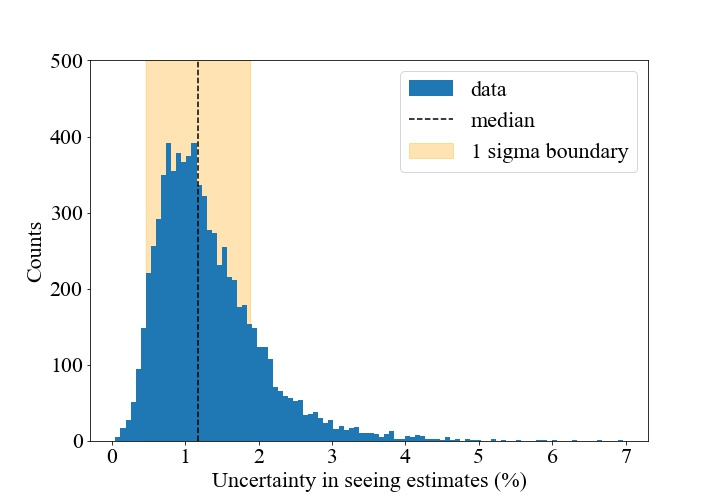 500
400
300
200
100
0
Counts
data
median
1 sigma boundary
0 1 2 3 4 5 6 7
Uncertainty in seeing estimates (%)